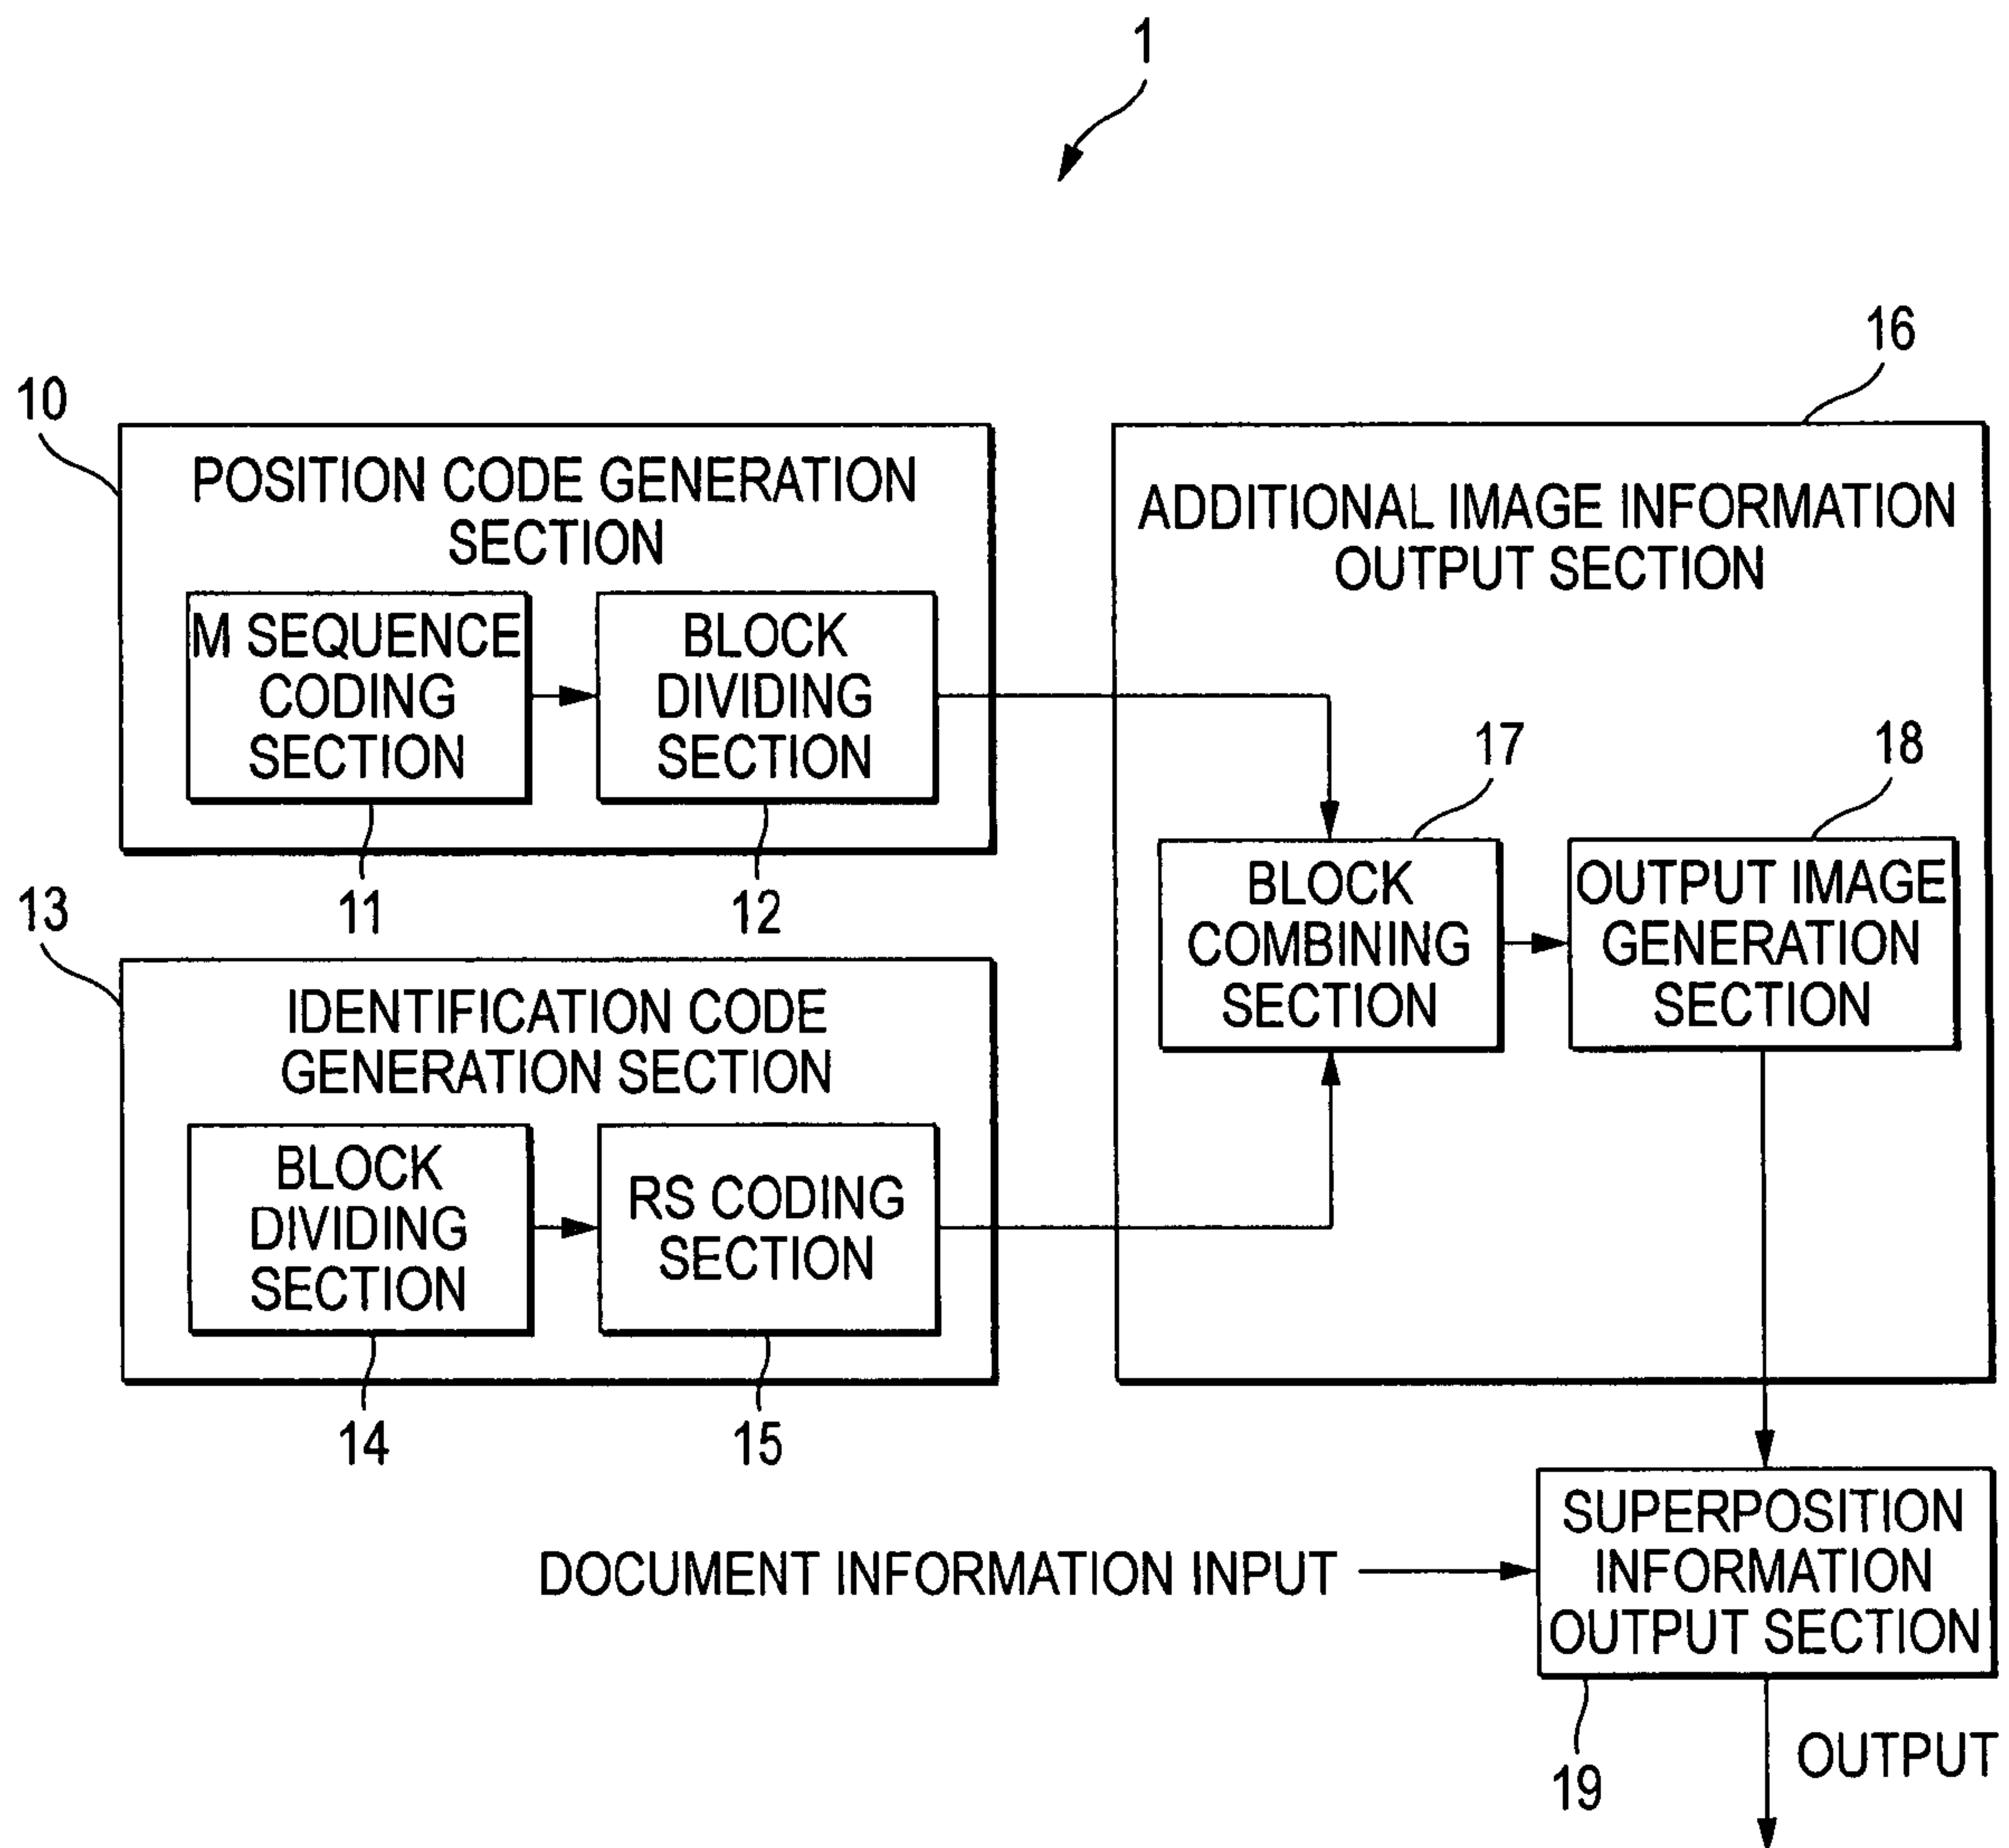 1
16
10
POSITION CODE GENERATION
SECTION
M SEQUENCE
CODING
SECTION
BLOCK
DIVIDING
SECTION
11
12
ADDITIONAL IMAGE INFORMATION
OUTPUT SECTION
17
18
BLOCK
COMBINING
SECTION
OUTPUT IMAGE
GENERATION
SECTION
13
IDENTIFICATION CODE
GENERATION SECTION
BLOCK
DIVIDING
SECTION
RS CODING
SECTION
14
15
DOCUMENT INFORMATION INPUT
SUPERPOSITION
INFORMATION
OUTPUT SECTION
19
OUTPUT